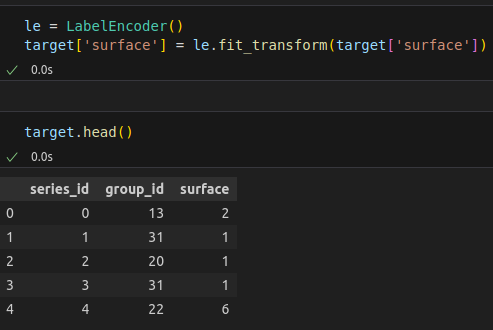 le = LabelEncoder()
target['surface'] = le.fit_transform(target['surface'])
✓ 0.0s
target.head()
✓ 0.0s
series_id group_id surface
0 0 13 2
1 1 31 1
2 2 20 1
3 3 31 1
4 4 22 6